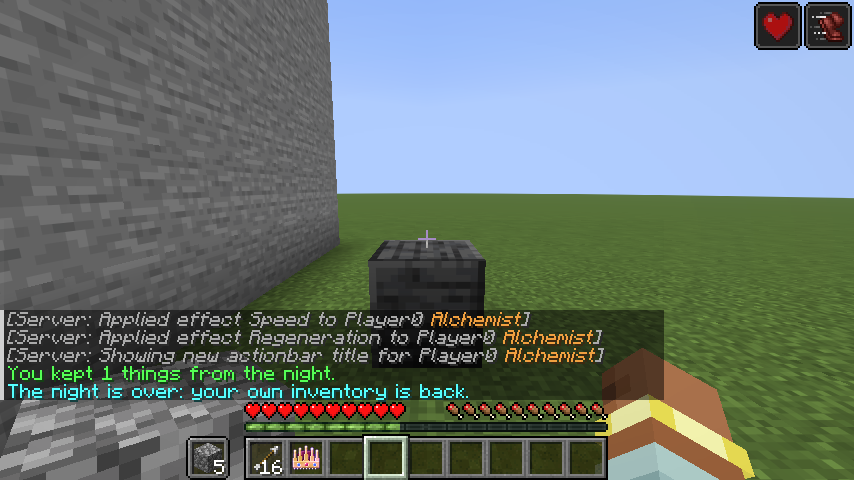 [Server: Applied effect Speed to Player0 Alchemist]
[Server: Applied effect Regeneration to Player0 Alchemist]
[Server: Showing new actionbar title for Player0 Alchemist]
You kept 1 things from the night.
The night is over: your own inventory is back.
5 +16